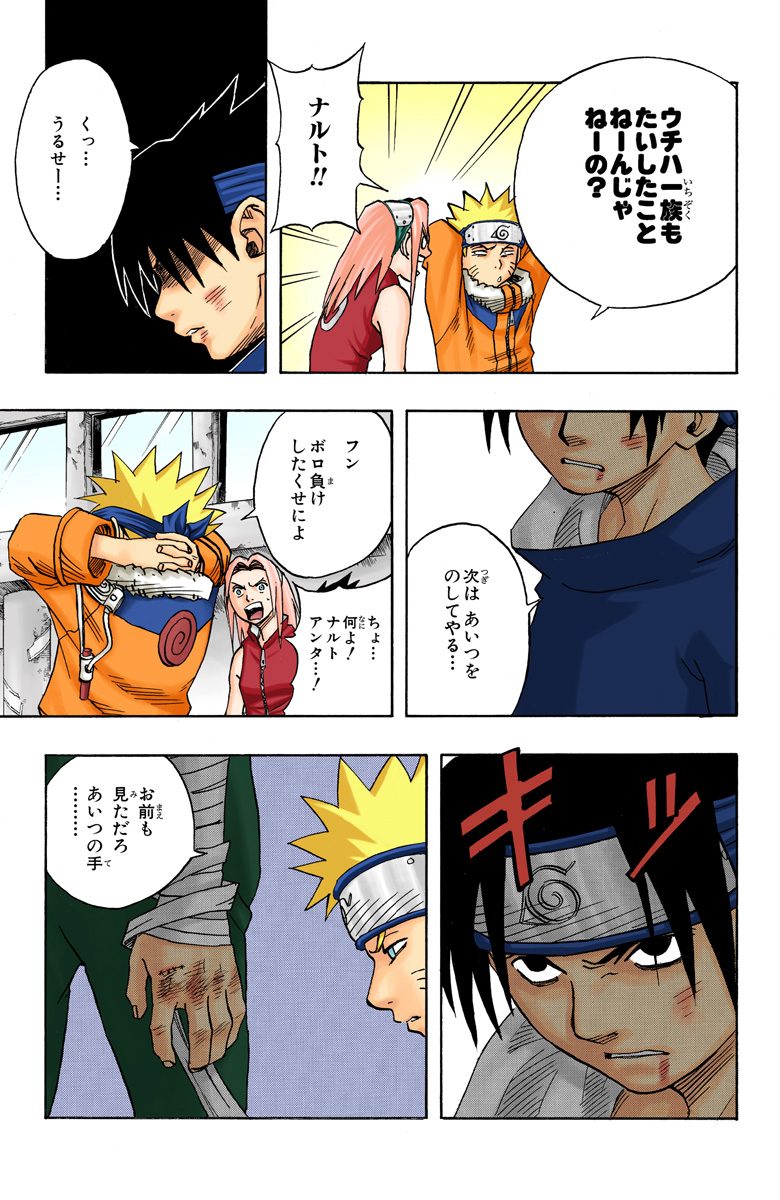 ウチハ一族も
たいしたこと
ねーんじゃ
ねーの?
ナルト!!
くっ…
うるせー…
次は あいつを
のしてやる…
フン
ボロ負け
したくせによ
ちょ…
何よ!
ナルト
アンタ…!
キッ
お前も
見ただろ
あいつの手
………